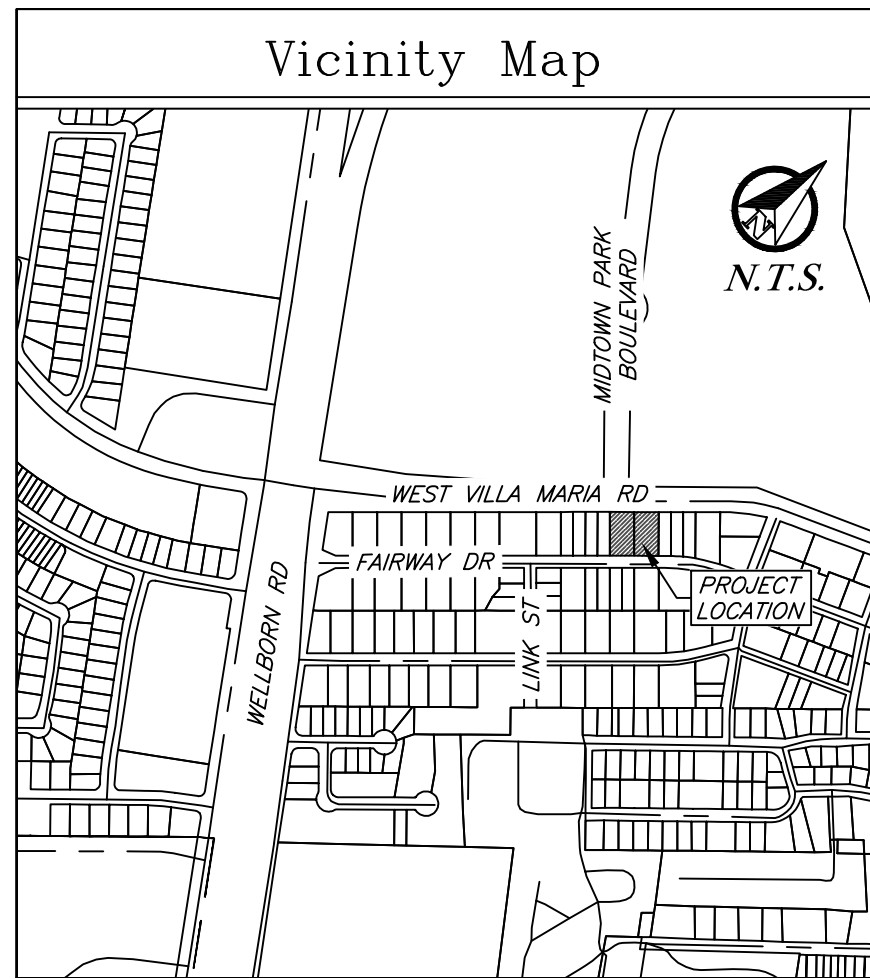 Vicinity Map
N
N.T.S.
MIDTOWN PARK
BOULEVARD
WEST VILLA MARIA RD
FAIRWAY DR
PROJECT
LOCATION
LINK ST
WELLBORN RD